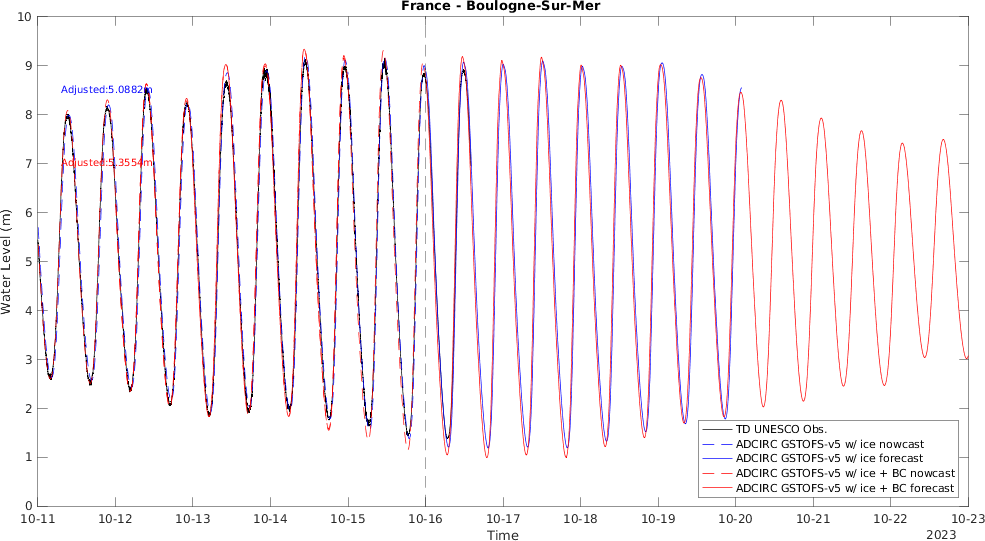 France - Boulogne-Sur-Mer
10
9
8
7
6
5
4
3
2
1
0
Water Level (m)
Adjusted:5.0882m
Adjusted:5.3554m
TD UNESCO Obs.
ADCIRC GSTOFS-v5 w/ ice nowcast
ADCIRC GSTOFS-v5 w/ ice forecast
ADCIRC GSTOFS-v5 w/ ice + BC nowcast
ADCIRC GSTOFS-v5 w/ ice + BC forecast
10-11 10-12 10-13 10-14 10-15 10-16 10-17 10-18 10-19 10-20 10-21 10-22 10-23
Time
2023